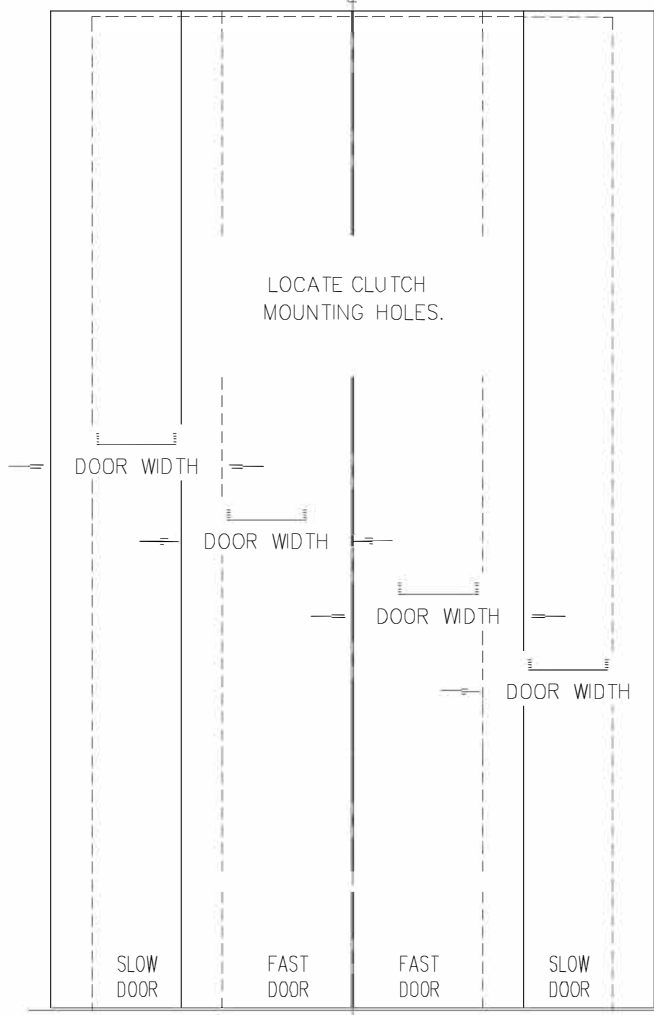 LOCATE CLUTCH
MOUNTING HOLES.
DOOR WIDTH
DOOR WIDTH
DOOR WIDTH
DOOR WIDTH
SLOW
DOOR
FAST
DOOR
FAST
DOOR
SLOW
DOOR